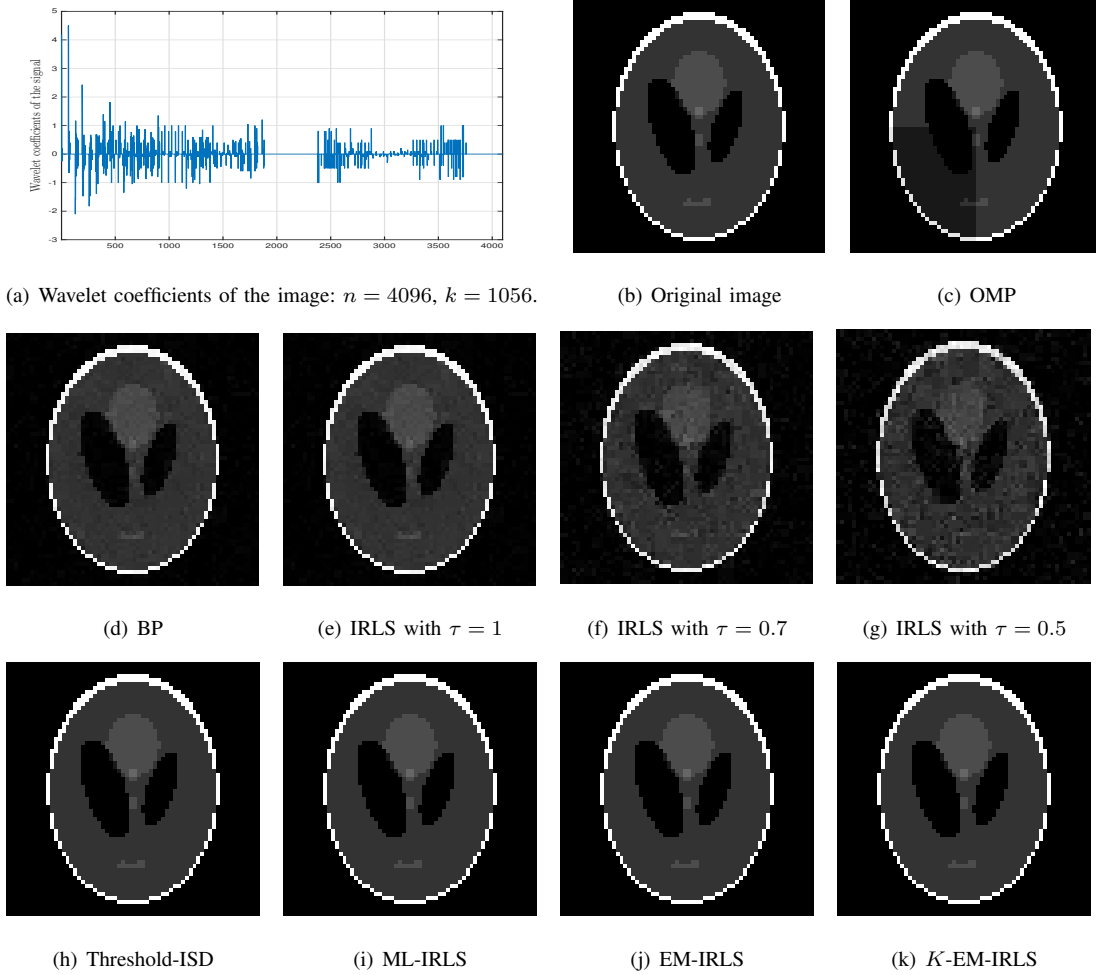 5
4
3
2
1
0
-1
-2
-3
Wavelet coefficients of the signal
500 1000 1500 2000 2500 3000 3500 4000
(a) Wavelet coefficients of the image: n = 4096, k = 1056.
(b) Original image
(c) OMP
(d) BP
(e) IRLS with τ = 1
(f) IRLS with τ = 0.7
(g) IRLS with τ = 0.5
(h) Threshold-ISD
(i) ML-IRLS
(j) EM-IRLS
(k) K-EM-IRLS